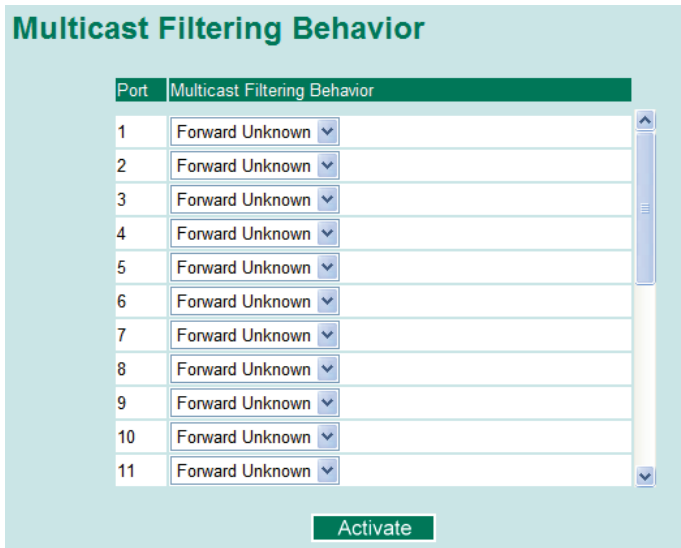 Multicast Filtering Behavior
Port Multicast Filtering Behavior
1 Forward Unknown
2 Forward Unknown
3 Forward Unknown
4 Forward Unknown
5 Forward Unknown
6 Forward Unknown
7 Forward Unknown
8 Forward Unknown
9 Forward Unknown
10 Forward Unknown
11 Forward Unknown
Activate